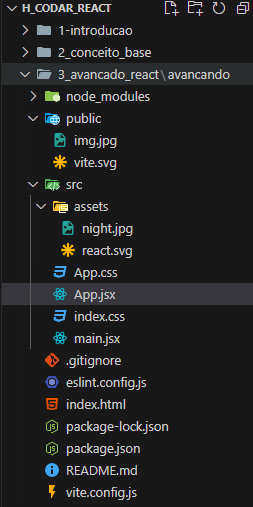 H_CODAR_REACT
1-introducao
2_conceito_base
3_avancado_react\avancando
node_modules
public
img.jpg
vite.svg
src
assets
night.jpg
react.svg
App.css
App.jsx
index.css
main.jsx
.gitignore
eslint.config.js
index.html
package-lock.json
package.json
README.md
vite.config.js